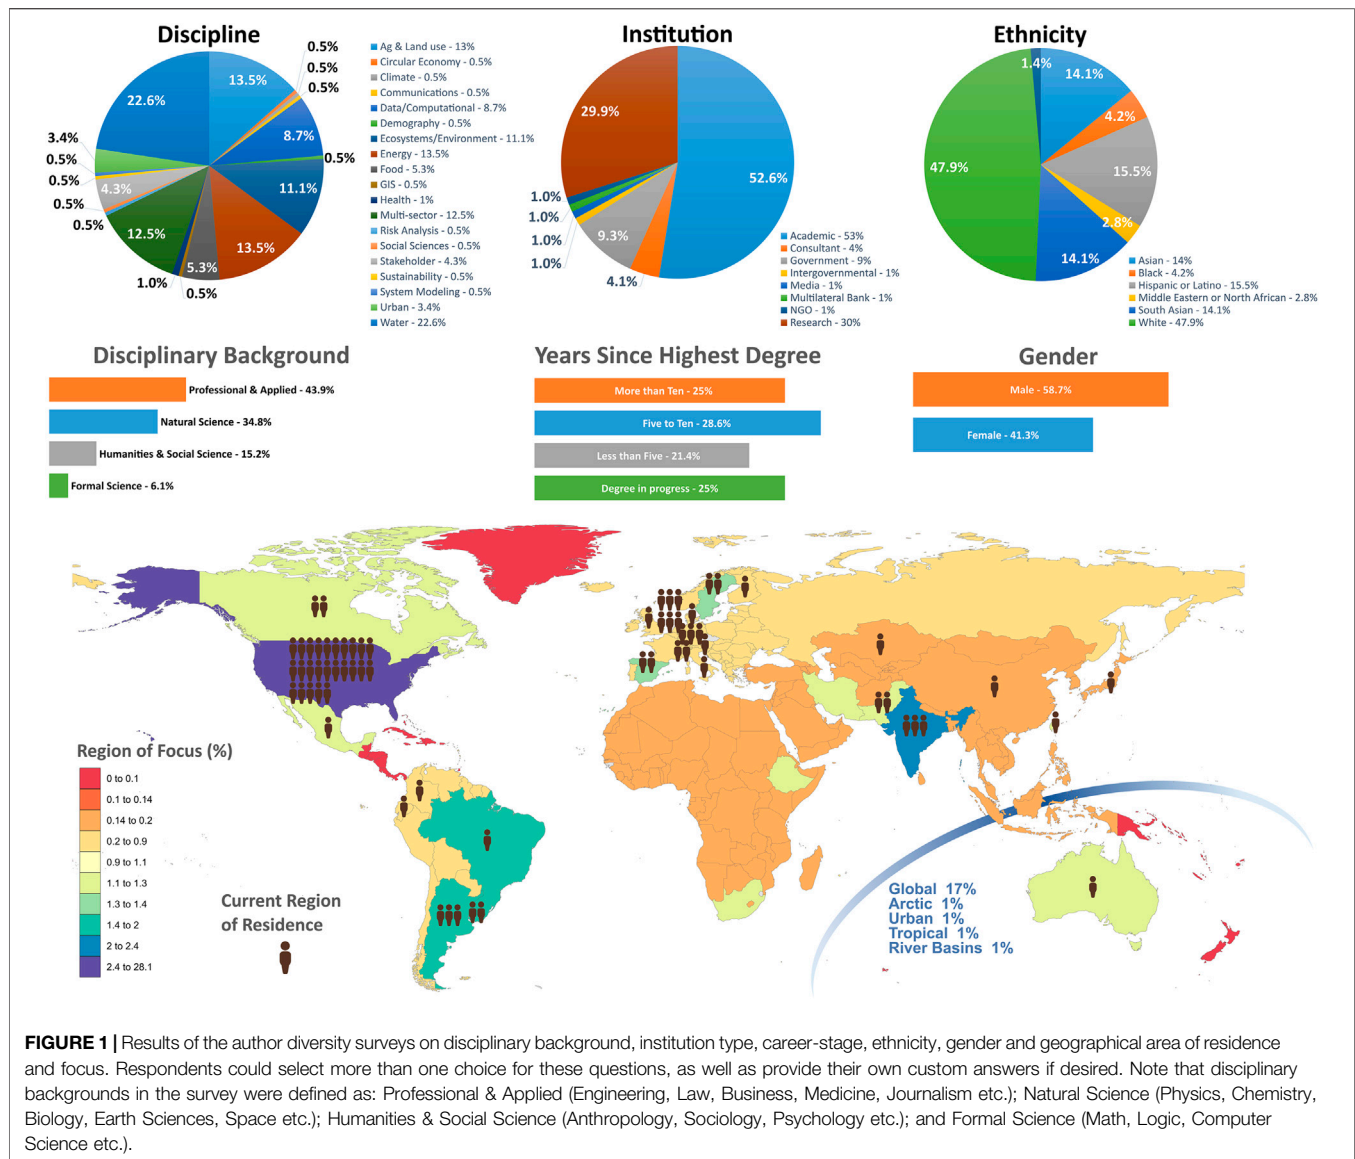 Discipline
0.5%
0.5%
0.5%
13.5%
22.6%
8.7%
3.4%
0.5%
0.5%
0.5%
4.3%
11.1%
0.5%
0.5%
12.5%
13.5%
1.0%
5.3%
0.5%
Ag & Land use - 13%
Circular Economy - 0.5%
Climate - 0.5%
Communications - 0.5%
Data/Computational - 8.7%
Demography - 0.5%
Ecosystems/Environment - 11.1%
Energy - 13.5%
Food - 5.3%
GIS - 0.5%
Health - 1%
Multi-sector - 12.5%
Risk Analysis - 0.5%
Social Sciences - 0.5%
Stakeholder - 4.3%
Sustainability - 0.5%
System Modeling - 0.5%
Urban - 3.4%
Water - 22.6%
Institution
29.9%
52.6%
1.0%
1.0%
1.0%
1.0%
9.3%
4.1%
Academic - 53%
Consultant - 4%
Government - 9%
Intergovernmental - 1%
Media - 1%
Multilateral Bank - 1%
NGO - 1%
Research - 30%
Ethnicity
1.4%
14.1%
4.2%
47.9%
15.5%
2.8%
14.1%
Asian - 14%
Black - 4.2%
Hispanic or Latino - 15.5%
Middle Eastern or North African - 2.8%
South Asian - 14.1%
White - 47.9%
Disciplinary Background
Professional & Applied - 43.9%
Natural Science - 34.8%
Humanities & Social Science - 15.2%
Formal Science - 6.1%
Years Since Highest Degree
More than Ten - 25%
Five to Ten - 28.6%
Less than Five - 21.4%
Degree in progress - 25%
Gender
Male - 58.7%
Female - 41.3%
Region of Focus (%)
0 to 0.1
0.1 to 0.14
0.14 to 0.2
0.2 to 0.9
0.9 to 1.1
1.1 to 1.3
1.3 to 1.4
1.4 to 2
2 to 2.4
2.4 to 28.1
Current Region
of Residence
Global 17%
Arctic 1%
Urban 1%
Tropical 1%
River Basins 1%
FIGURE 1 | Results of the author diversity surveys on disciplinary background, institution type, career-stage, ethnicity, gender and geographical area of residence
and focus. Respondents could select more than one choice for these questions, as well as provide their own custom answers if desired. Note that disciplinary
backgrounds in the survey were defined as: Professional & Applied (Engineering, Law, Business, Medicine, Journalism etc.); Natural Science (Physics, Chemistry,
Biology, Earth Sciences, Space etc.); Humanities & Social Science (Anthropology, Sociology, Psychology etc.); and Formal Science (Math, Logic, Computer
Science etc.).